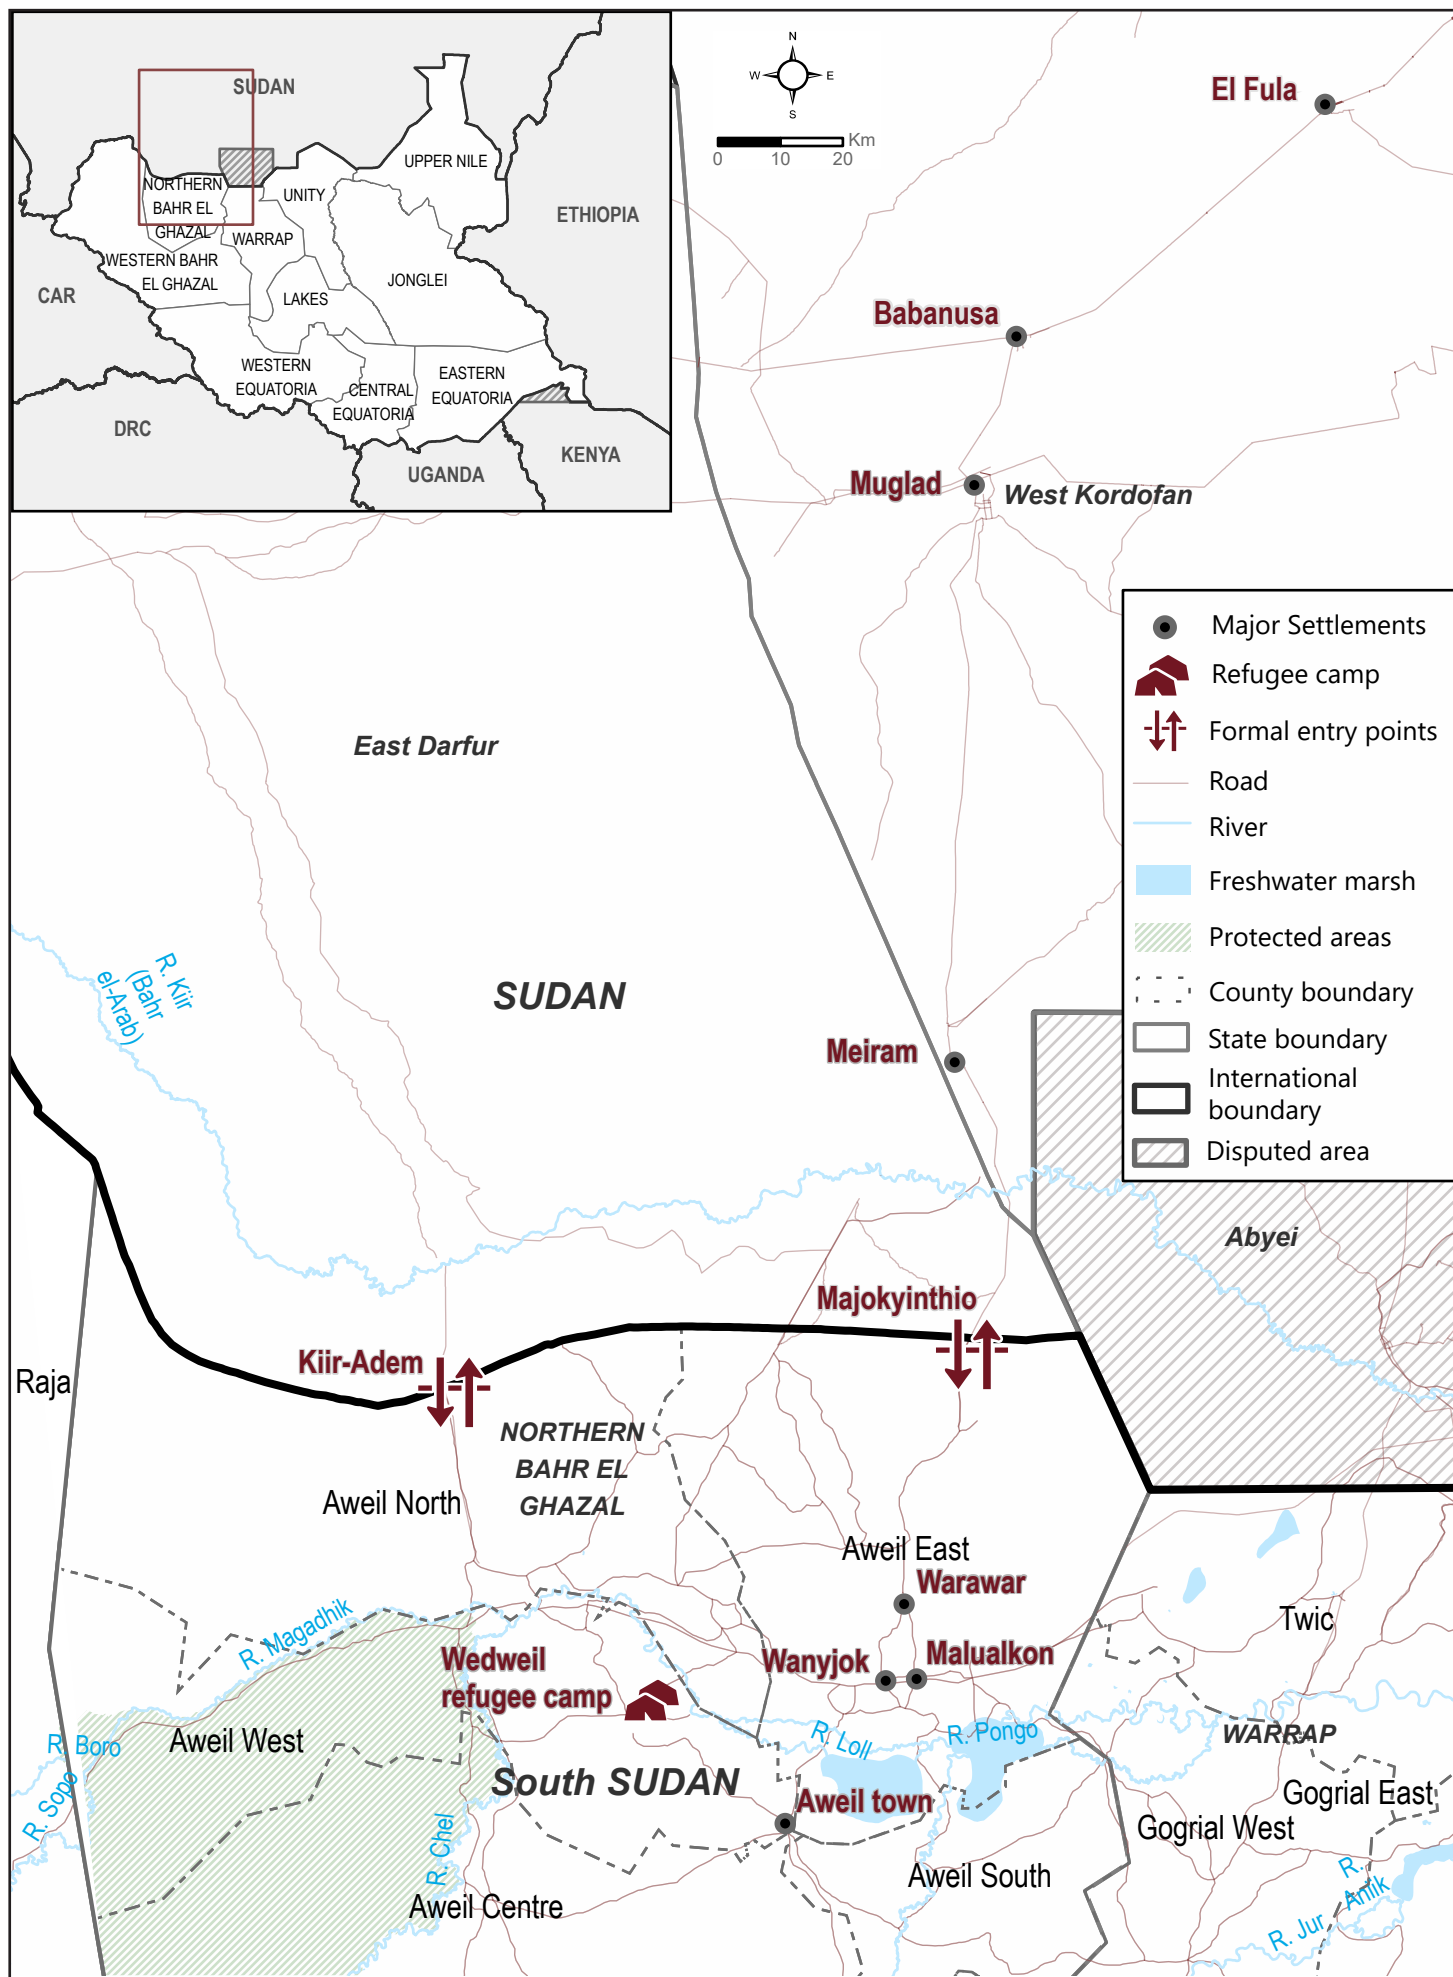 SUDAN
UPPER NILE
NORTHERN
BAHR EL
GHAZAL
UNITY
ETHIOPIA
WARRAP
WESTERN BAHR
EL GHAZAL
JONGLEI
CAR
LAKES
WESTERN
EQUATORIA
EASTERN
EQUATORIA
CENTRAL
EQUATORIA
DRC
KENYA
UGANDA
N
W E
S
Km
0 10 20
El Fula
Babanusa
Muglad
West Kordofan
Major Settlements
Refugee camp
Formal entry points
Road
River
Freshwater marsh
Protected areas
County boundary
State boundary
International
boundary
Disputed area
East Darfur
R. Kiir
(Bahr
el-Arab)
SUDAN
Meiram
Abyei
Majokyinthio
Kiir-Adem
Raja
NORTHERN
BAHR EL
GHAZAL
Aweil North
Aweil East
Warawar
R. Magadhik
Twic
Wedweil
refugee camp
Wanyjok
Malualkon
R. Boro
Aweil West
R. Loll
R. Pongo
WARRAP
R. Sopo
South SUDAN
Aweil town
Gogrial East
Gogrial West
R. Chel
Aweil South
Aweil Centre
R.
Anlik
R. Jur